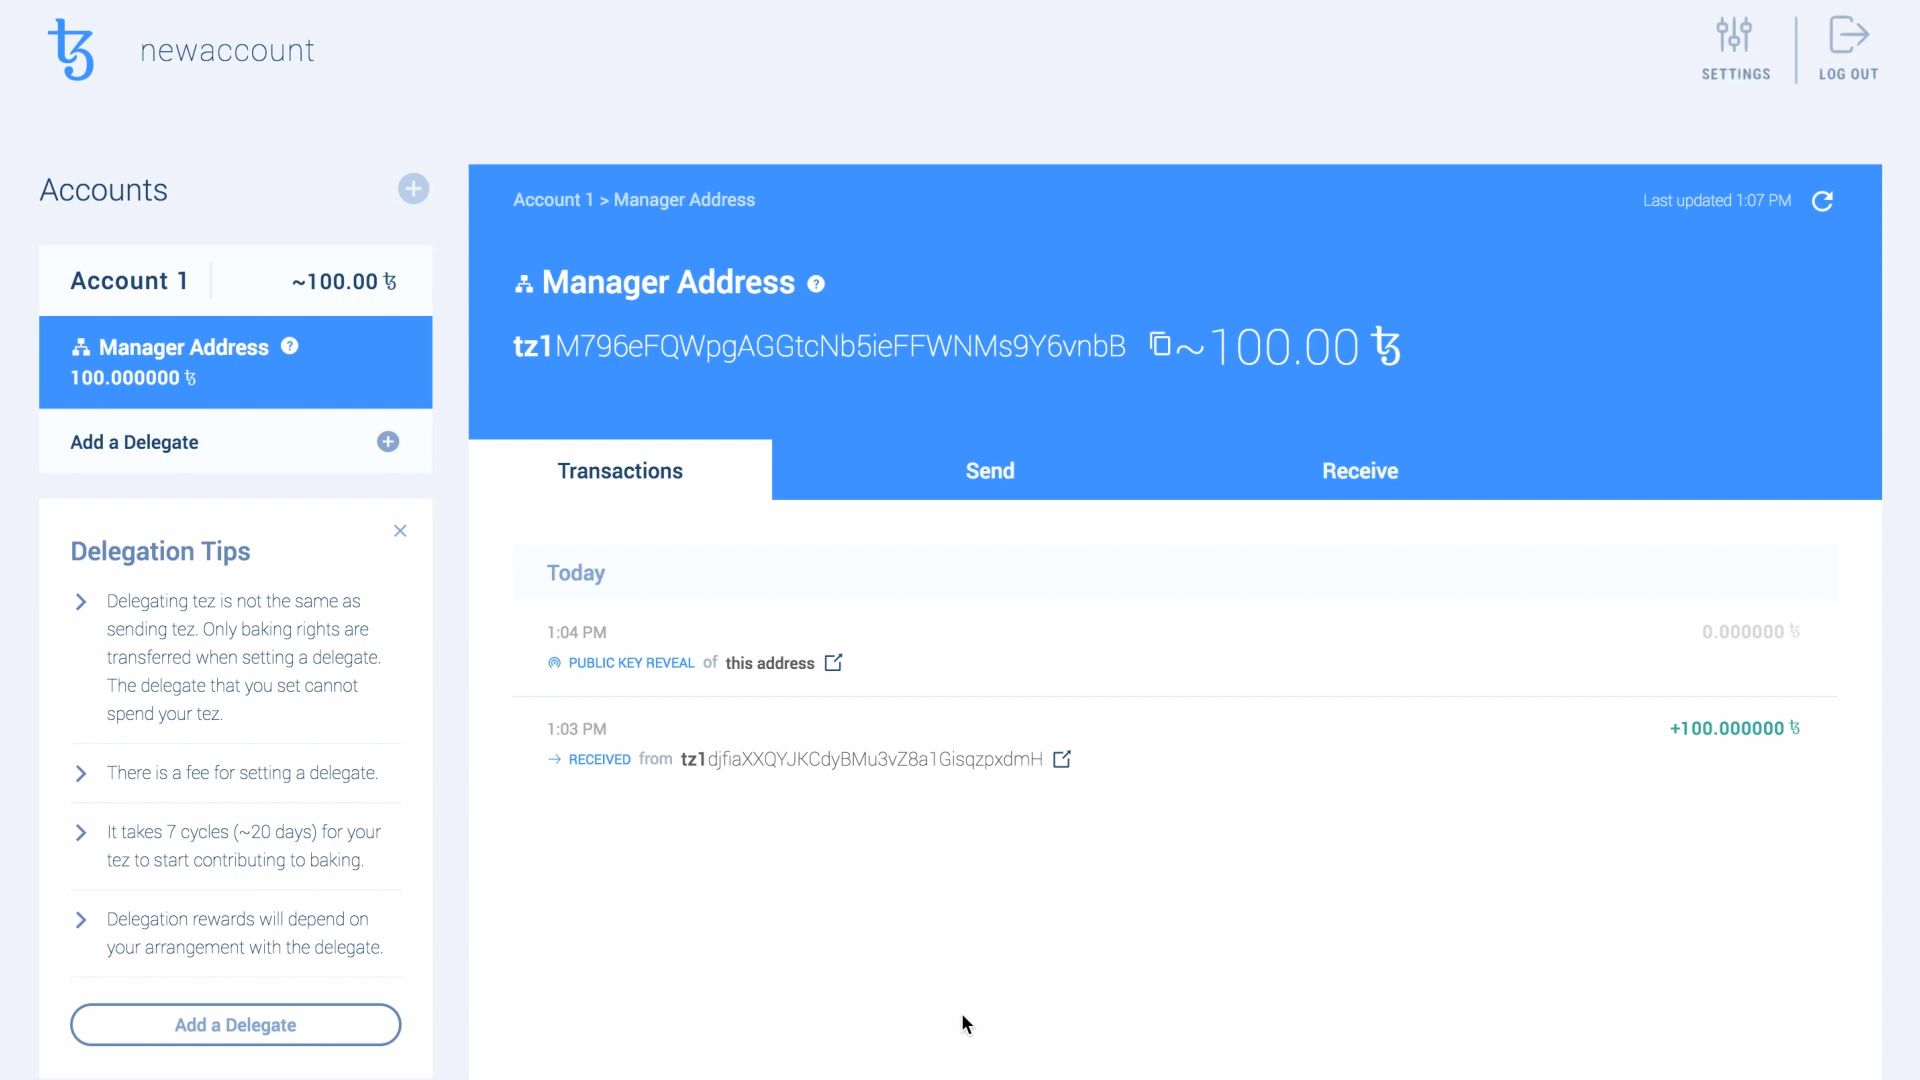 newaccount
SETTINGS
LOG OUT
Accounts
Account 1
~100.00 ꜩ
Manager Address
100.000000 ꜩ
Add a Delegate
Delegation Tips
Delegating tez is not the same as
sending tez. Only baking rights are
transferred when setting a delegate.
The delegate that you set cannot
spend your tez.
There is a fee for setting a delegate.
It takes 7 cycles (~20 days) for your
tez to start contributing to baking.
Delegation rewards will depend on
your arrangement with the delegate.
Add a Delegate
Account 1 > Manager Address
Last updated 1:07 PM
Manager Address
tz1M796eFQWpgAGGtcNb5ieFFWNMs9Y6vnbB
~100.00 ꜩ
Transactions
Send
Receive
Today
1:04 PM
0.000000 ꜩ
PUBLIC KEY REVEAL of this address
1:03 PM
+100.000000 ꜩ
RECEIVED from tz1djfiaXXQYJKCdyBMu3vZ8a1GisqzpxdmH